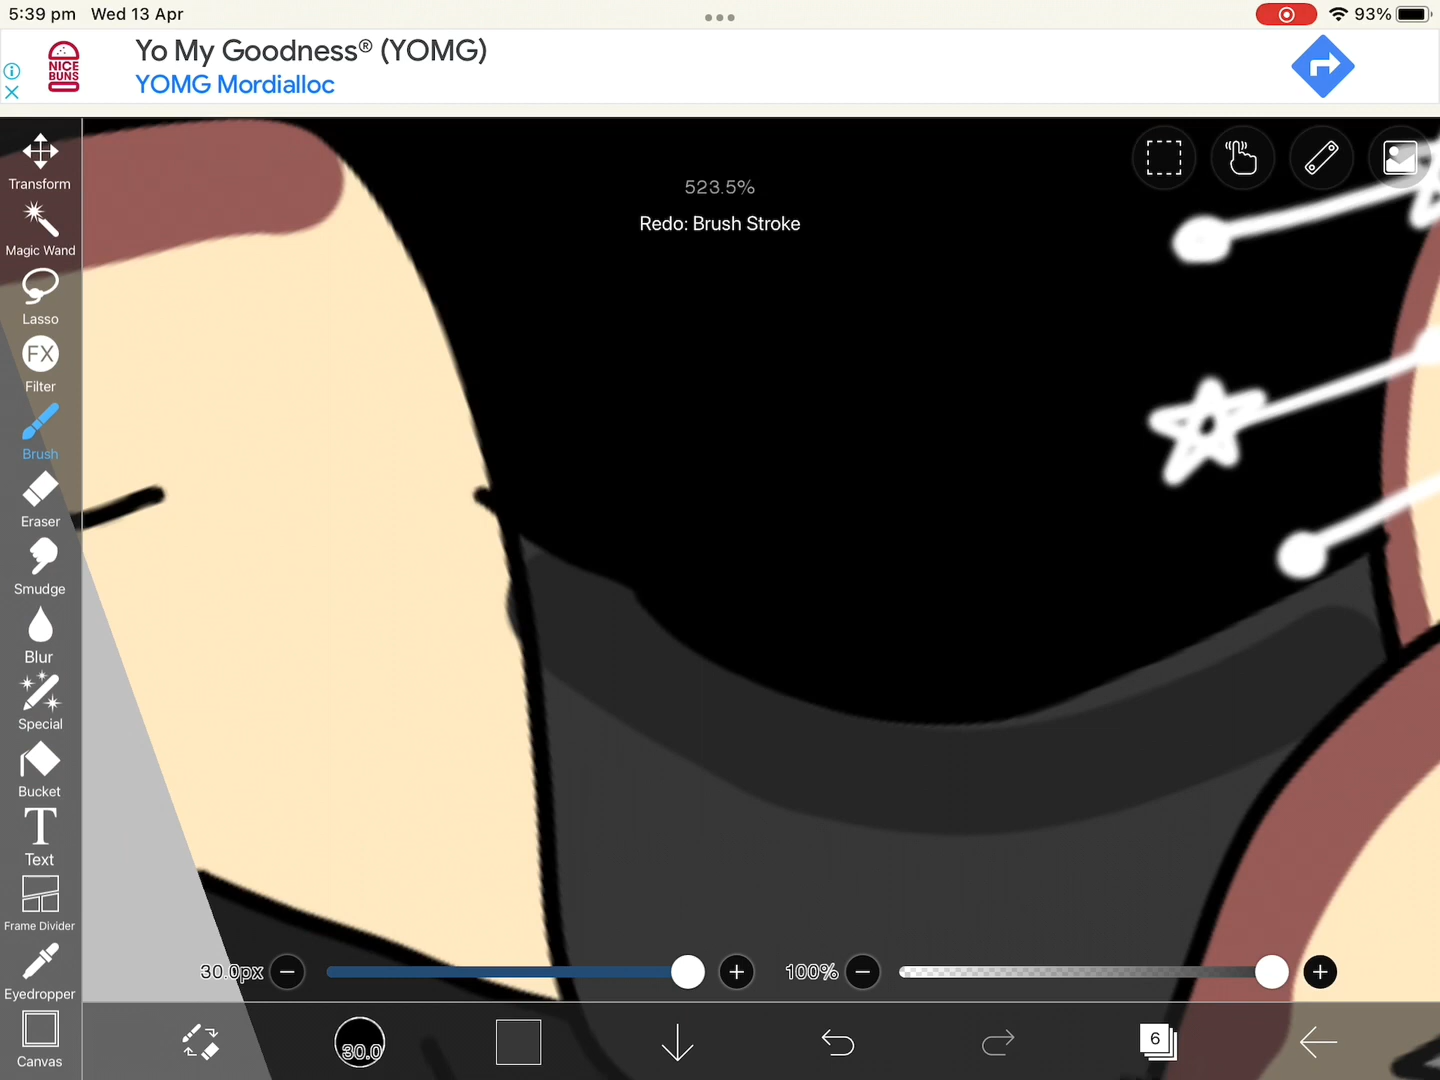 5:39 pm Wed 13 Apr
93%
NICE
BUNS
Yo My Goodness® (YOMG)
YOMG Mordialloc
Transform
Magic Wand
Lasso
FX
Filter
Brush
Eraser
Smudge
Blur
Special
Bucket
T
Text
Frame Divider
Eyedropper
Canvas
523.5%
Redo: Brush Stroke
30.0px
100%
30.0
6